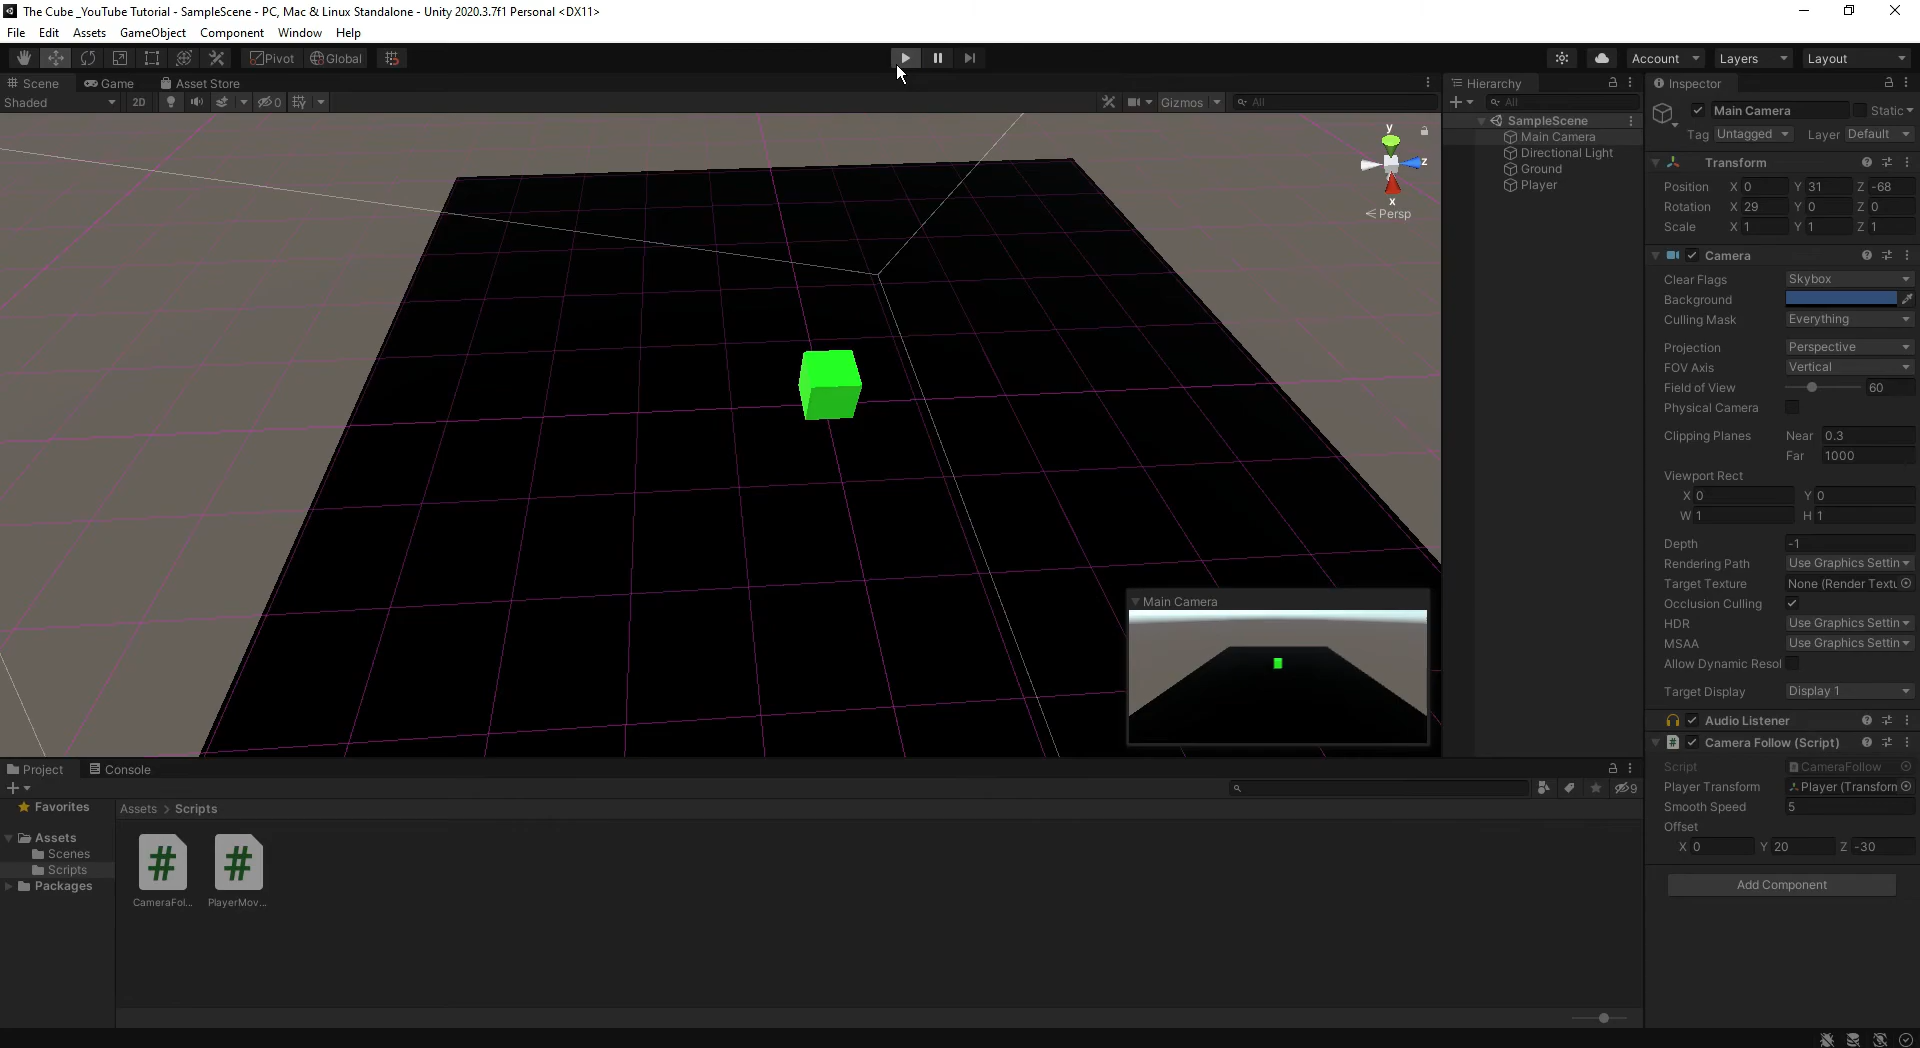 The Cube _YouTube Tutorial - SampleScene - PC, Mac & Linux Standalone - Unity 2020.3.7f1 Personal <DX11>
File Edit Assets GameObject Component Window Help
Pivot Global Account Layers Layout
Scene Game Asset Store
Shaded 2D 0 Gizmos All
y
z
x
Persp
Hierarchy
All
SampleScene
Main Camera
Directional Light
Ground
Player
Main Camera
Inspector
Main Camera Static
Tag Untagged Layer Default
Transform
Position X 0 Y 31 Z -68
Rotation X 29 Y 0 Z 0
Scale X 1 Y 1 Z 1
Camera
Clear Flags Skybox
Background
Culling Mask Everything
Projection Perspective
FOV Axis Vertical
Field of View 60
Physical Camera
Clipping Planes Near 0.3
Far 1000
Viewport Rect
X 0 Y 0
W 1 H 1
Depth -1
Rendering Path Use Graphics Settin
Target Texture None (Render Textu
Occlusion Culling
HDR Use Graphics Settin
MSAA Use Graphics Settin
Allow Dynamic Resol
Target Display Display 1
Audio Listener
Camera Follow (Script)
Script CameraFollow
Player Transform Player (Transform
Smooth Speed 5
Offset
X 0 Y 20 Z -30
Add Component
Project Console
9
Favorites
Assets
Scenes
Scripts
Packages
Assets > Scripts
CameraFol...
PlayerMov...